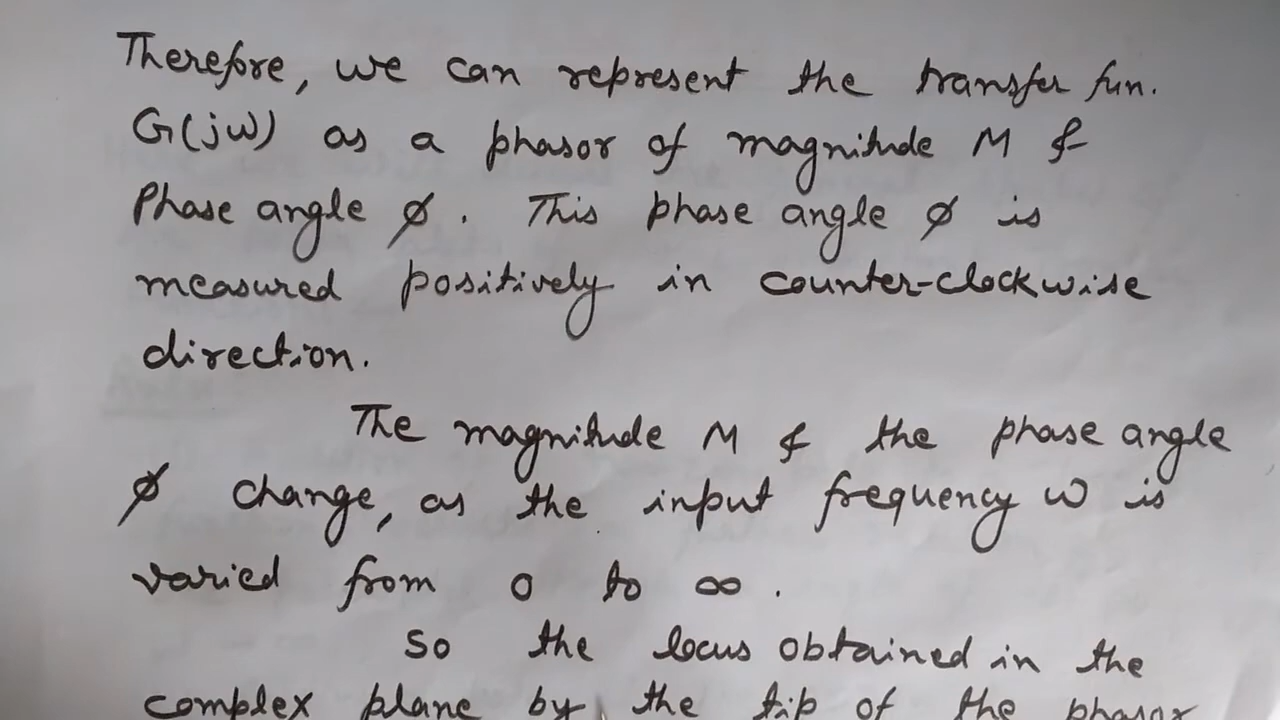 Therefore, we can represent the transfer fun.
G(jω) as a phasor of magnitude M &
Phase angle ϕ. This phase angle ϕ is
measured positively in counter-clockwise
direction.
The magnitude M & the phase angle
ϕ change, as the input frequency ω is
varied from 0 to ∞.
So the locus obtained in the
complex plane by the tip of the phasor